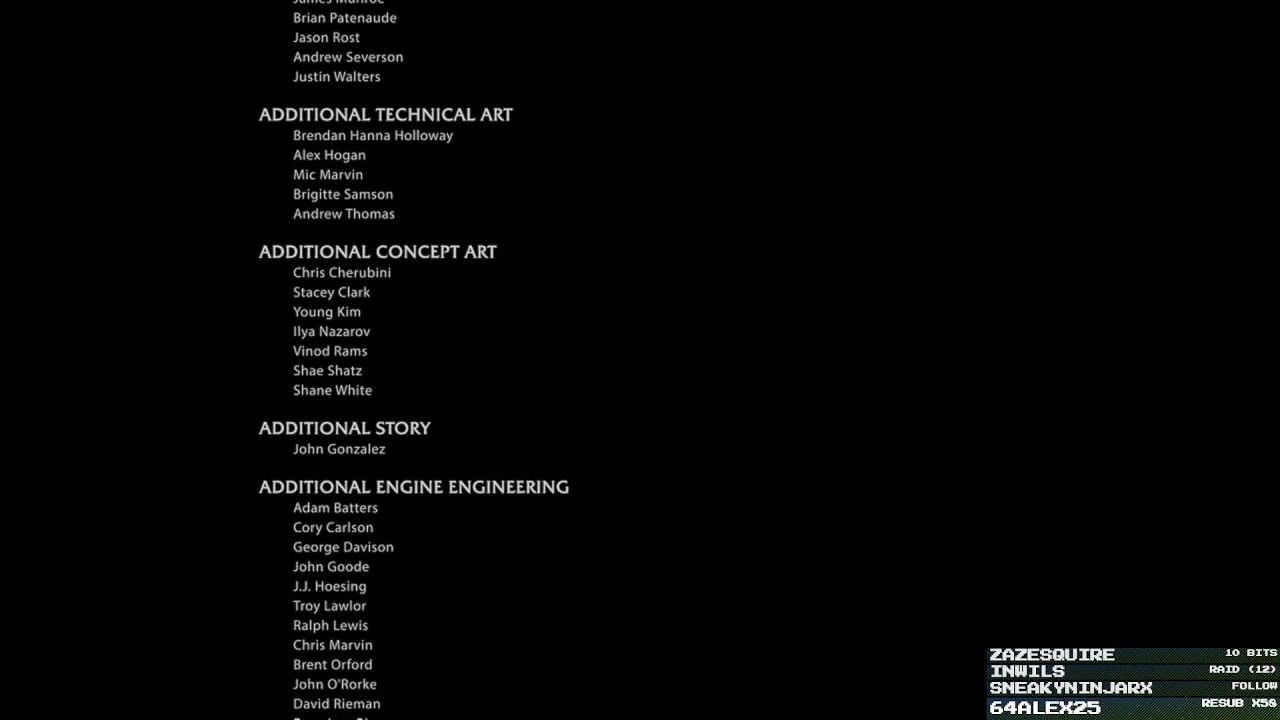 James Munroe
Brian Patenaude
Jason Rost
Andrew Severson
Justin Walters
ADDITIONAL TECHNICAL ART
Brendan Hanna Holloway
Alex Hogan
Mic Marvin
Brigitte Samson
Andrew Thomas
ADDITIONAL CONCEPT ART
Chris Cherubini
Stacey Clark
Young Kim
Ilya Nazarov
Vinod Rams
Shae Shatz
Shane White
ADDITIONAL STORY
John Gonzalez
ADDITIONAL ENGINE ENGINEERING
Adam Batters
Cory Carlson
George Davison
John Goode
J.J. Hoesing
Troy Lawlor
Ralph Lewis
Chris Marvin
Brent Orford
John O'Rorke
David Rieman
ZAZESQUIRE 10 BITS
INWILS RAID (12)
SNEAKYNINJARX FOLLOW
64ALEX25 RESUB X50